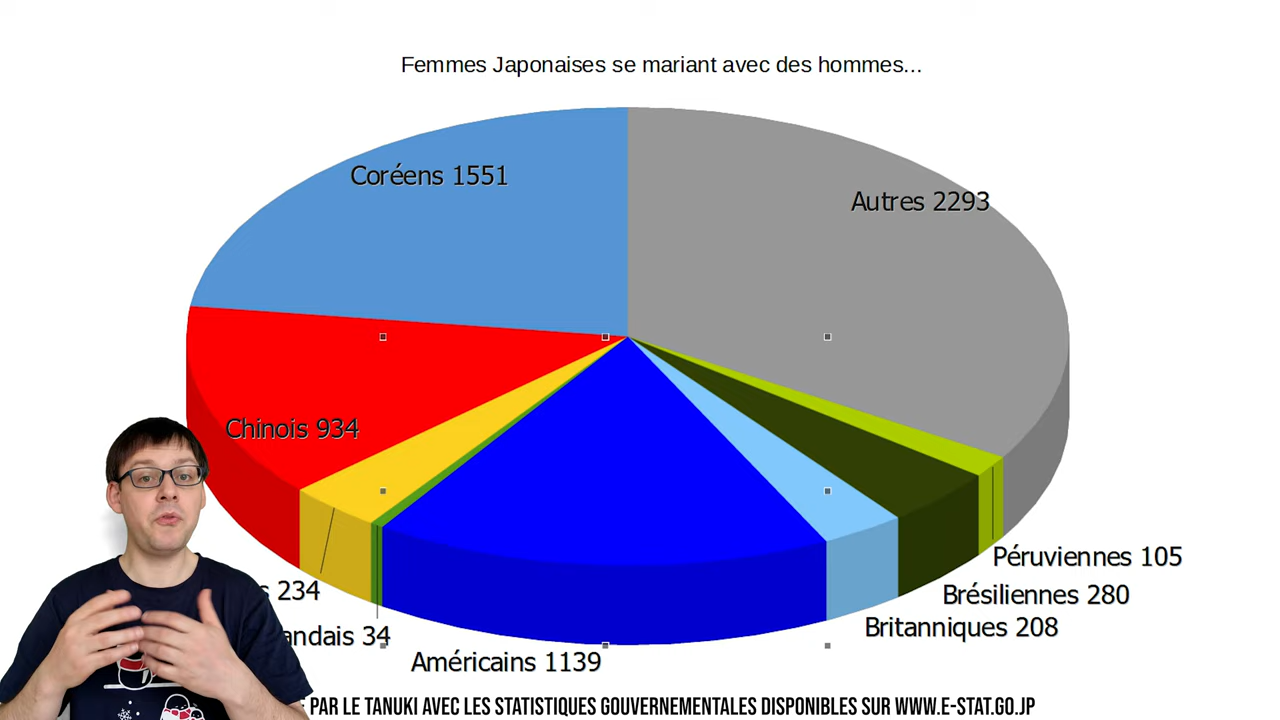 Femmes Japonaises se mariant avec des hommes...
Coréens 1551
Autres 2293
Chinois 934
Péruviennes 105
234
Brésiliennes 280
Britanniques 208
34
Américains 1139
PAR LE TANUKI AVEC LES STATISTIQUES GOUVERNEMENTALES DISPONIBLES SUR WWW.E-STAT.GO.JP